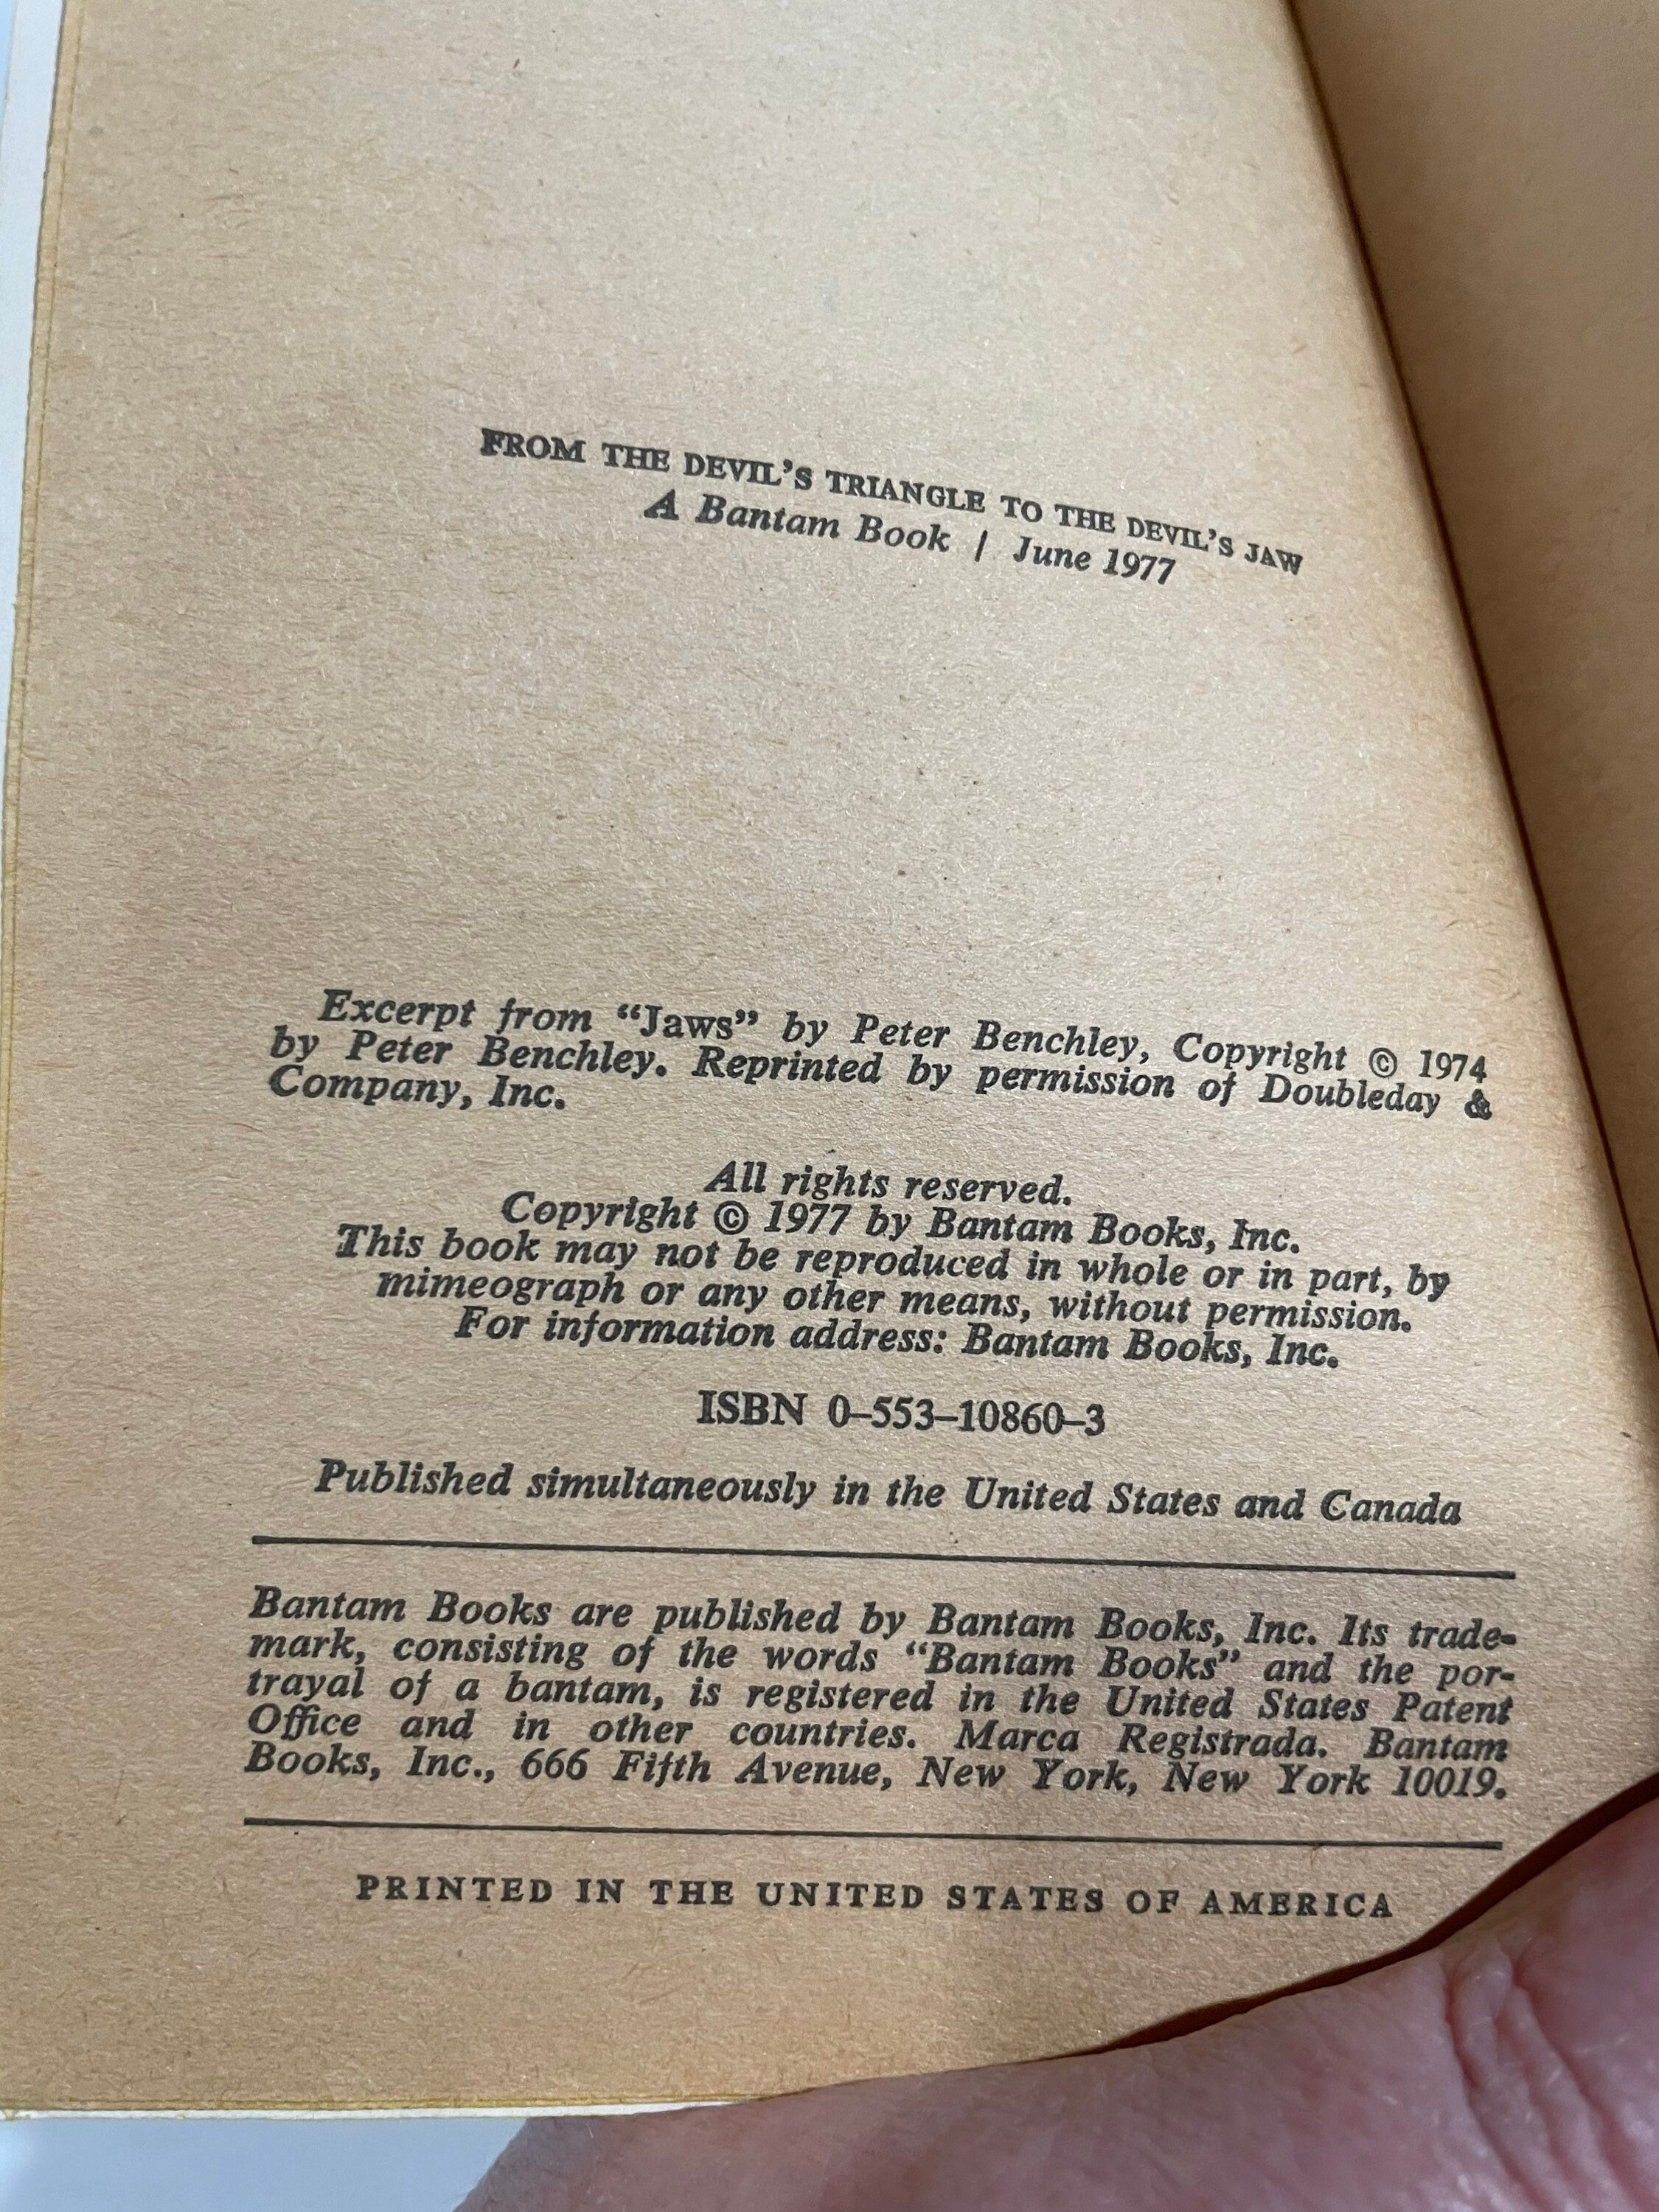 FROM THE DEVIL'S TRIANGLE TO THE DEVIL'S JAW
A Bantam Book | June 1977
Excerpt from “Jaws” by Peter Benchley, Copyright © 1974
by Peter Benchley. Reprinted by permission of Doubleday &
Company, Inc.
All rights reserved.
Copyright © 1977 by Bantam Books, Inc.
This book may not be reproduced in whole or in part, by
mimeograph or any other means, without permission.
For information address: Bantam Books, Inc.
ISBN 0–553–10860–3
Published simultaneously in the United States and Canada
Bantam Books are published by Bantam Books, Inc. Its trade-
mark, consisting of the words “Bantam Books” and the por-
trayal of a bantam, is registered in the United States Patent
Office and in other countries. Marca Registrada. Bantam
Books, Inc., 666 Fifth Avenue, New York, New York 10019.
PRINTED IN THE UNITED STATES OF AMERICA